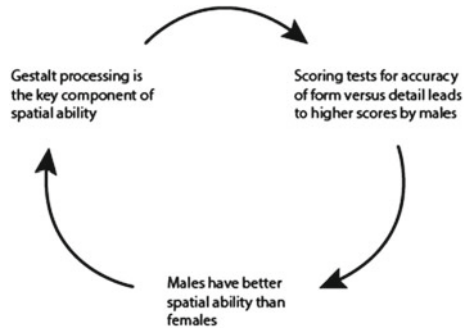 Gestalt processing is
the key component of
spatial ability
Scoring tests for accuracy
of form versus detail leads
to higher scores by males
Males have better
spatial ability than
females